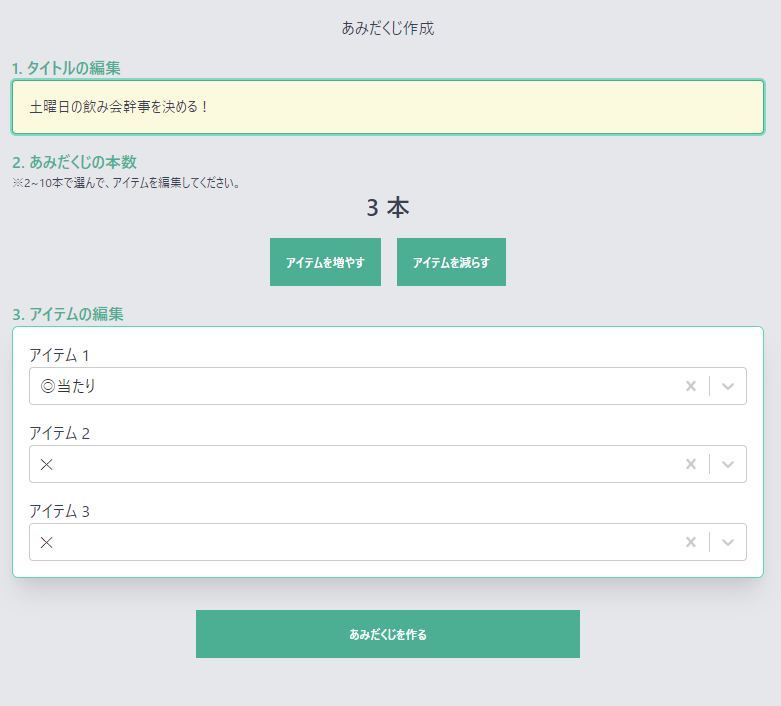 あみだくじ作成
1. タイトルの編集
土曜日の飲み会幹事を決める！
2. あみだくじの本数
※2~10本で選んで、アイテムを編集してください。
3 本
アイテムを増やす アイテムを減らす
3. アイテムの編集
アイテム 1
◎当たり
アイテム 2
×
アイテム 3
×
あみだくじを作る